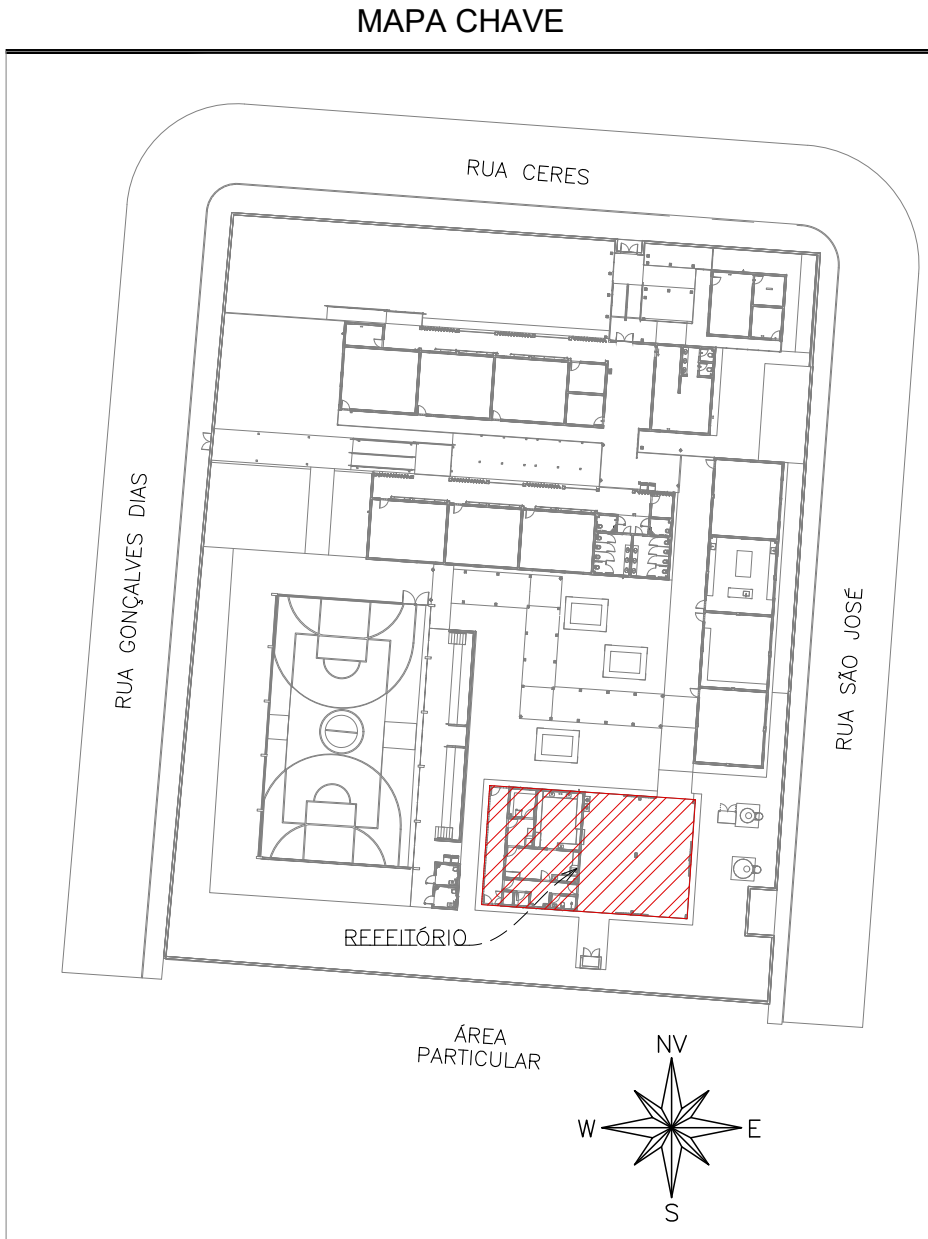 MAPA CHAVE
RUA CERES
RUA GONÇALVES DIAS
RUA SÃO JOSÉ
REFEITÓRIO
ÁREA
PARTICULAR
NV
W
E
S